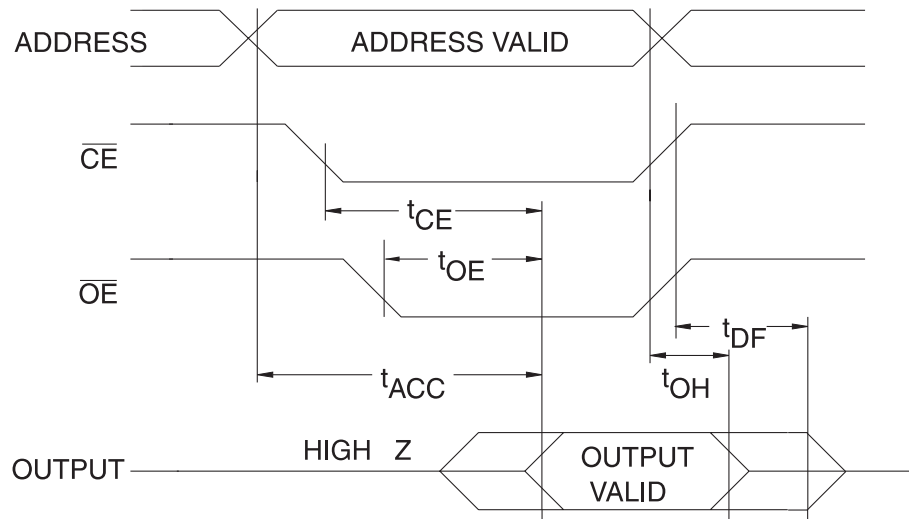 ADDRESS
ADDRESS VALID
CE
tCE
OE
tOE
tDF
tACC
tOH
HIGH Z
OUTPUT
OUTPUT
VALID